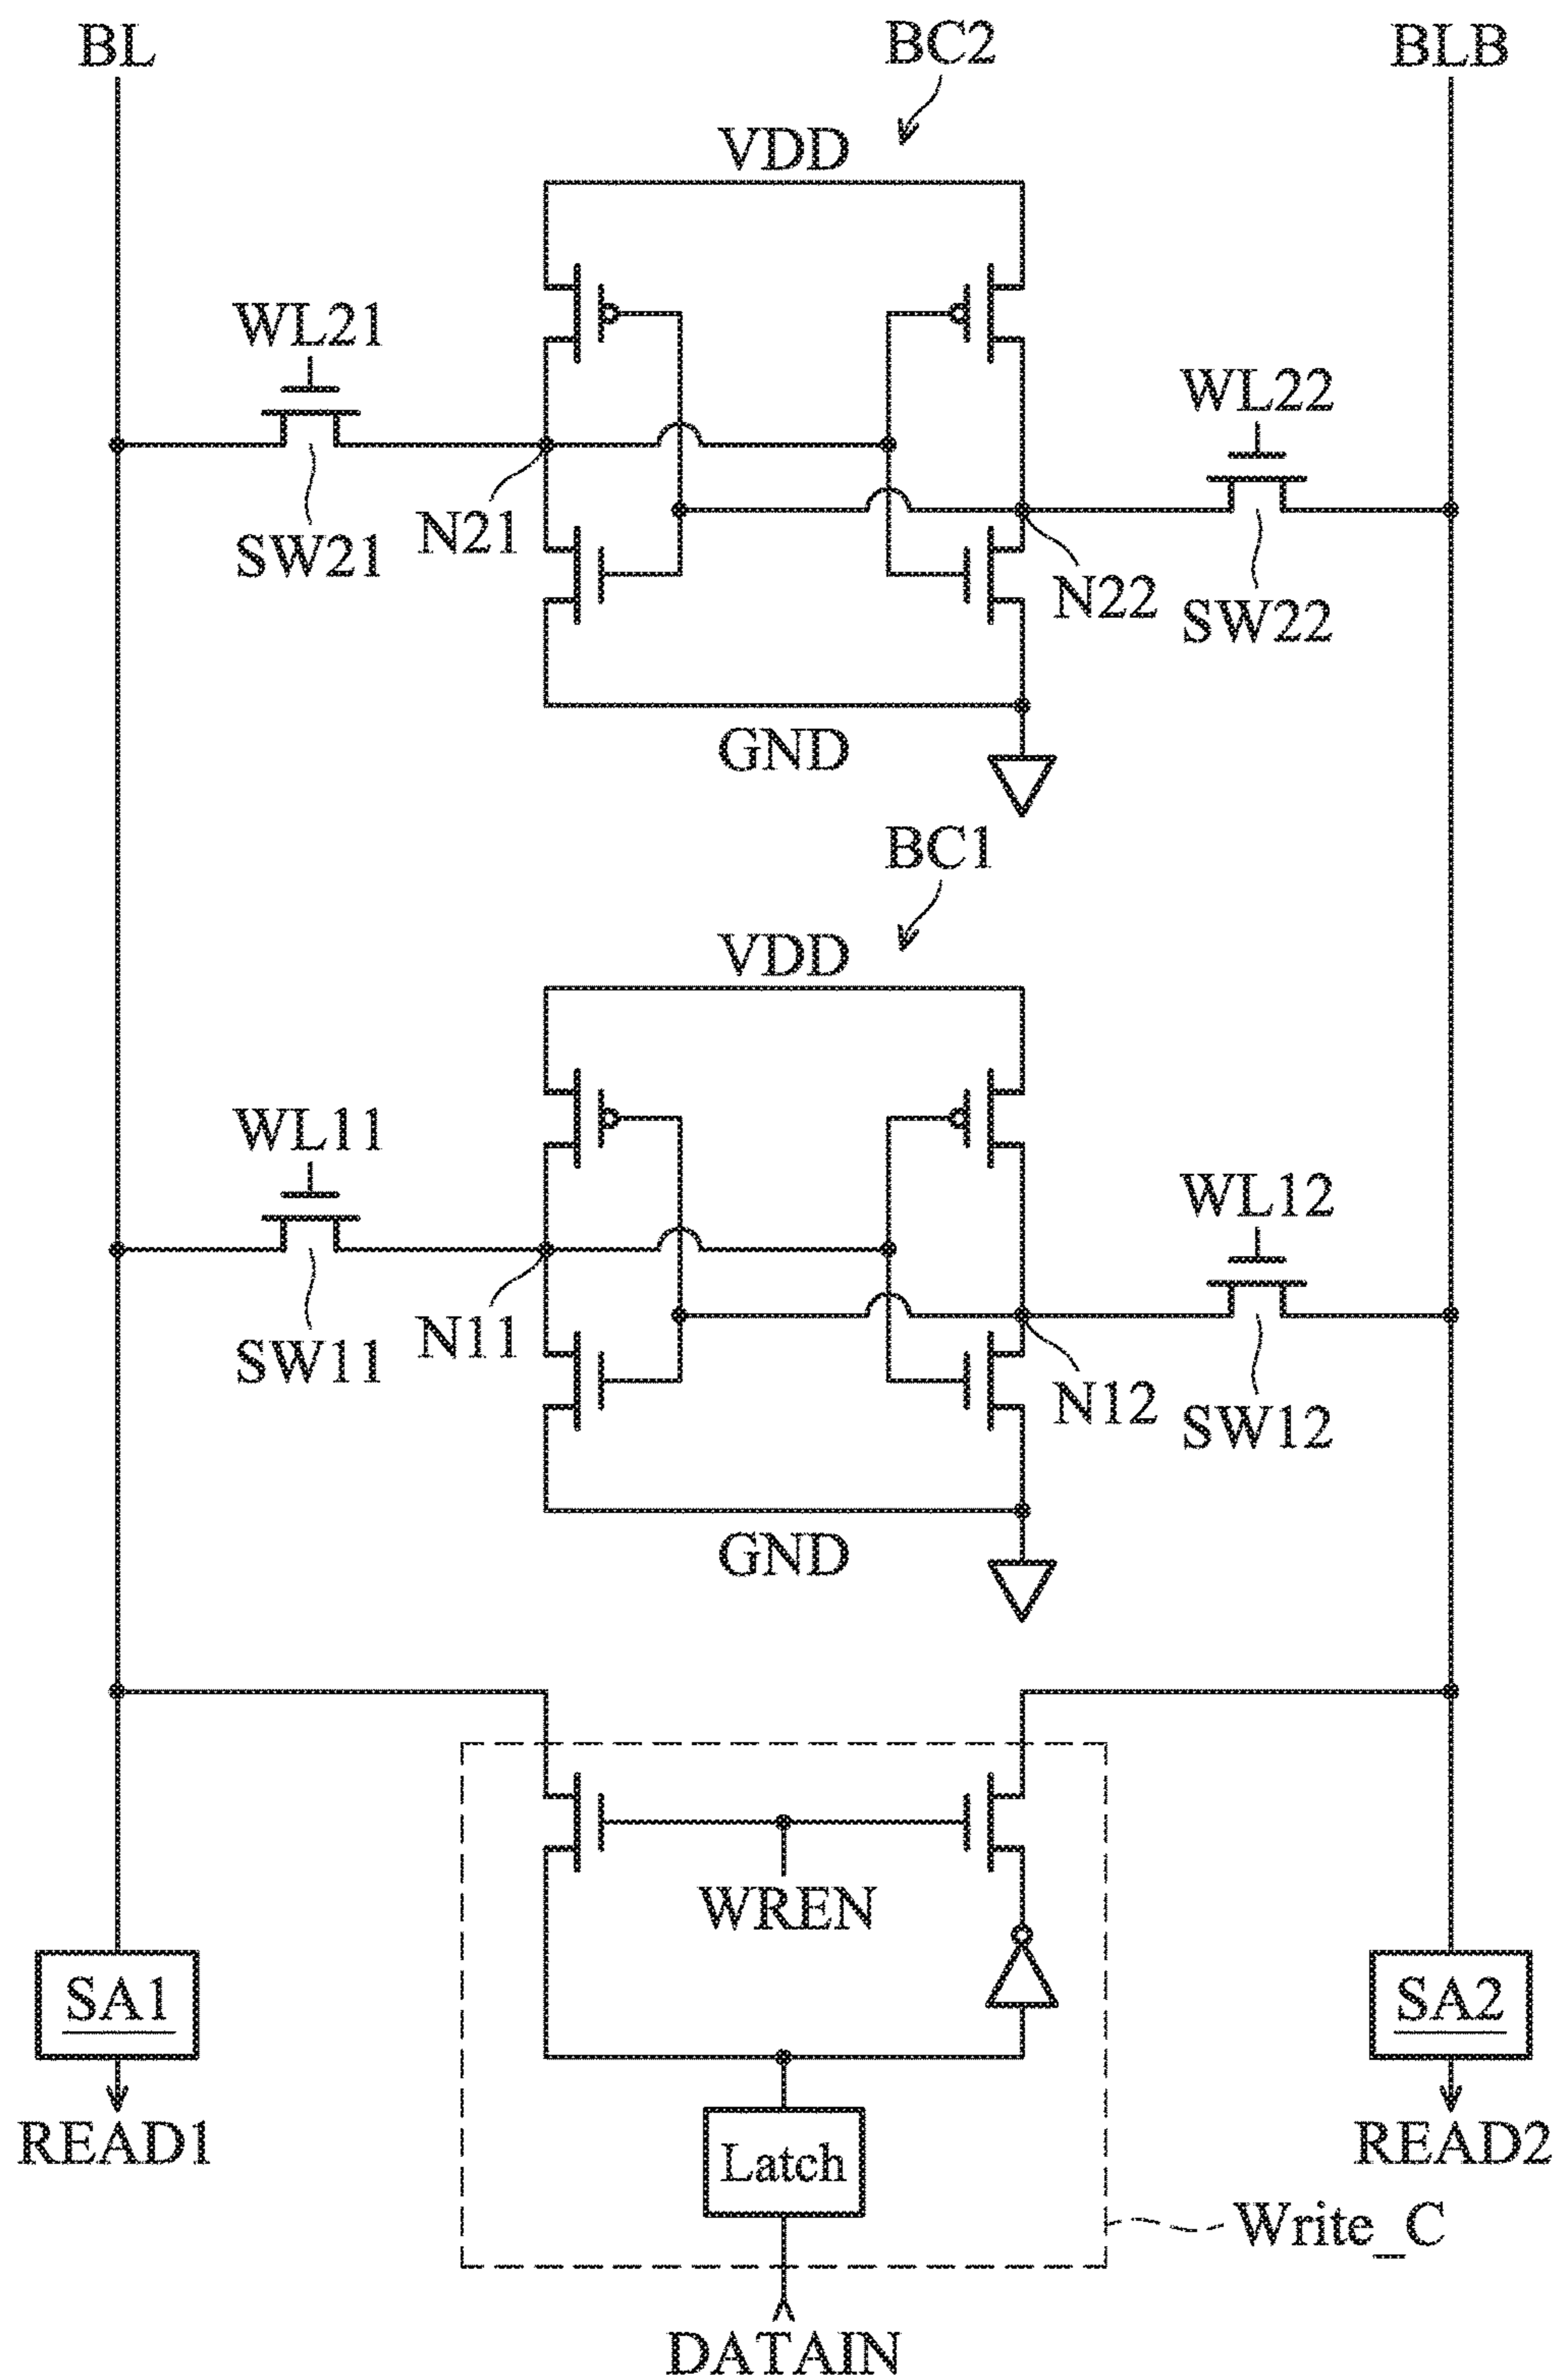 BL
BC2
BLB
VDD
WL21
WL22
N21
SW21
N22
SW22
GND
BC1
VDD
WL11
WL12
N11
SW11
N12
SW12
GND
WREN
SA1
SA2
READ1
Latch
READ2
Write_C
DATAIN